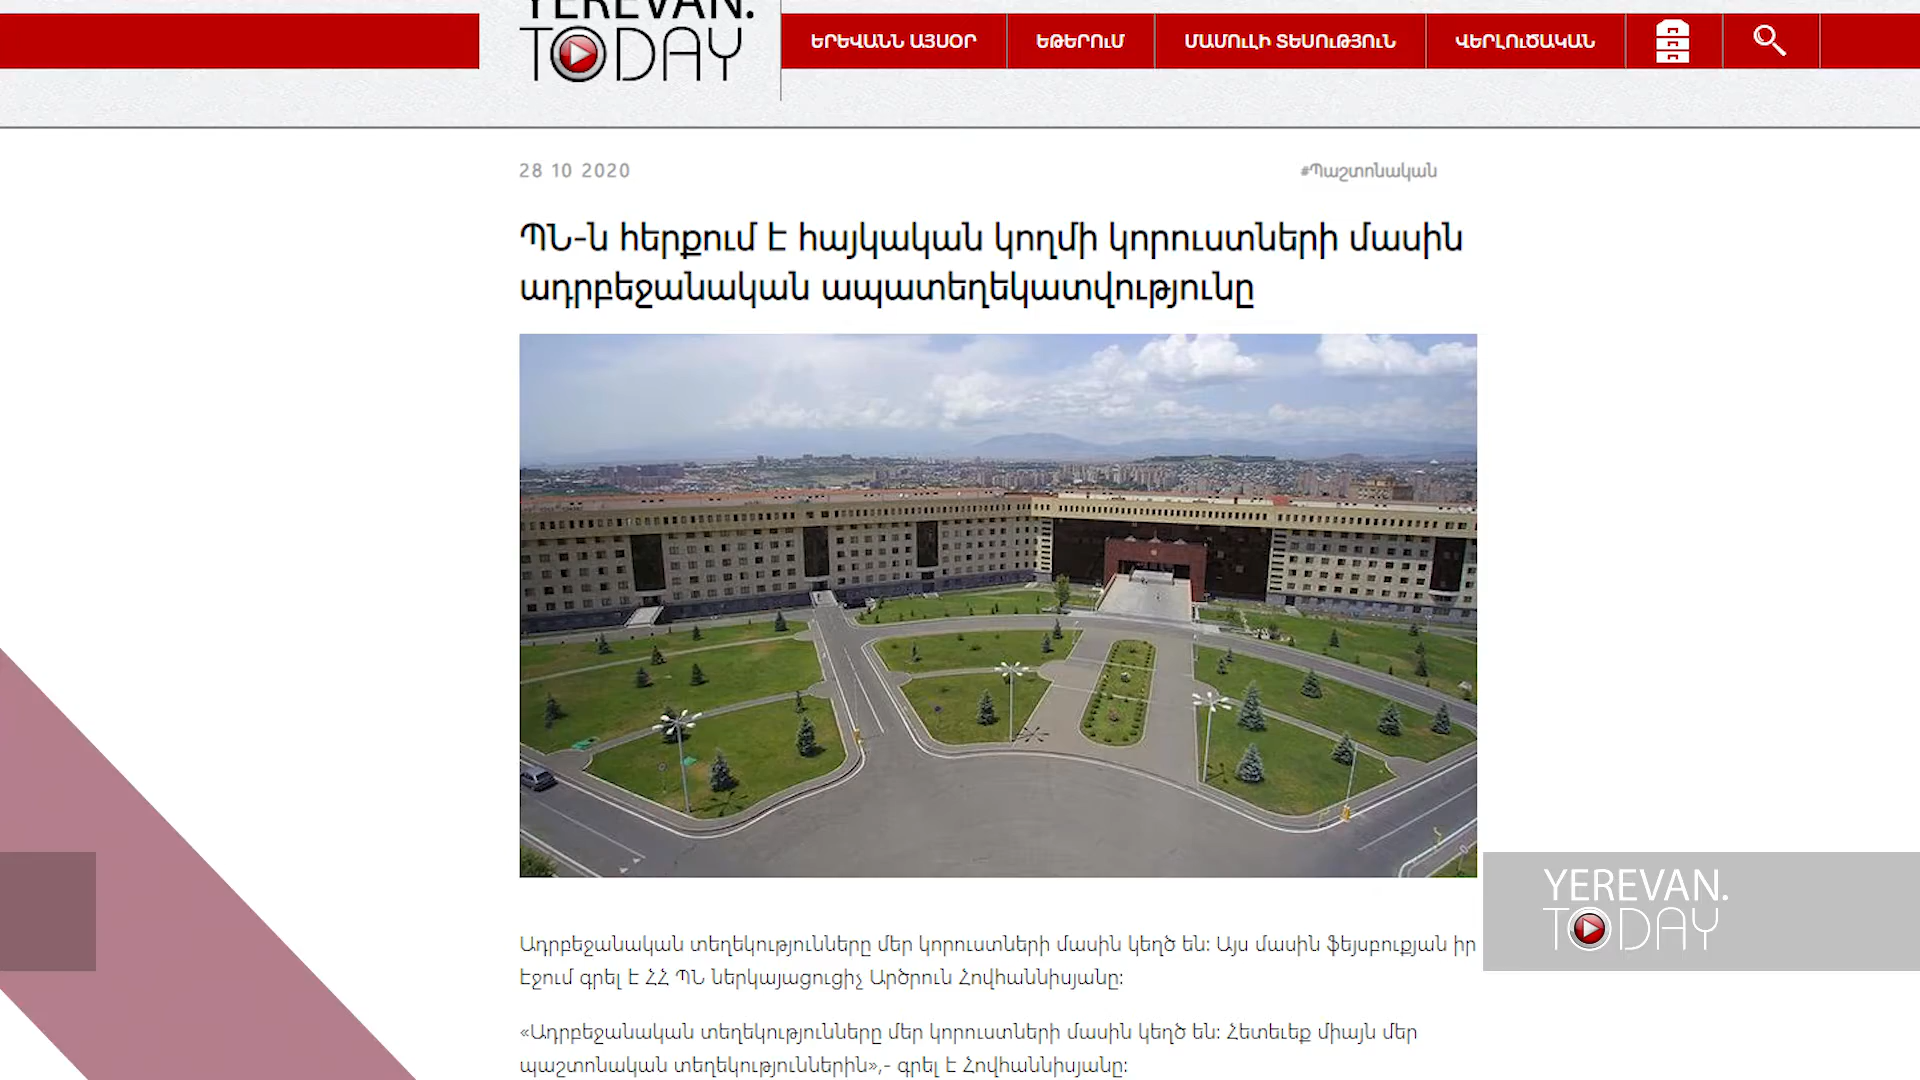 YEREVAN.
TODAY
ԵՐԵՎԱՆՆ ԱՅՍՕՐ
ԵԹԵՐՈւՄ
ՄԱՄՈւԼԻ ՏԵՍՈւԹՅՈւՆ
ՎԵՐԼՈւԾԱԿԱՆ
28 10 2020
#Պաշտոնական
ՊՆ-ն հերքում է հայկական կողմի կորուստների մասին
ադրբեջանական ապատեղեկատվությունը
Ադրբեջանական տեղեկությունները մեր կորուստների մասին կեղծ են: Այս մասին ֆեյսբուքյան իր
էջում գրել է ՀՀ ՊՆ ներկայացուցիչ Արծրուն Հովհաննիսյանը:
«Ադրբեջանական տեղեկությունները մեր կորուստների մասին կեղծ են: Հետեւեք միայն մեր
պաշտոնական տեղեկություններին»,- գրել է Հովհաննիսյանը:
YEREVAN.
TODAY